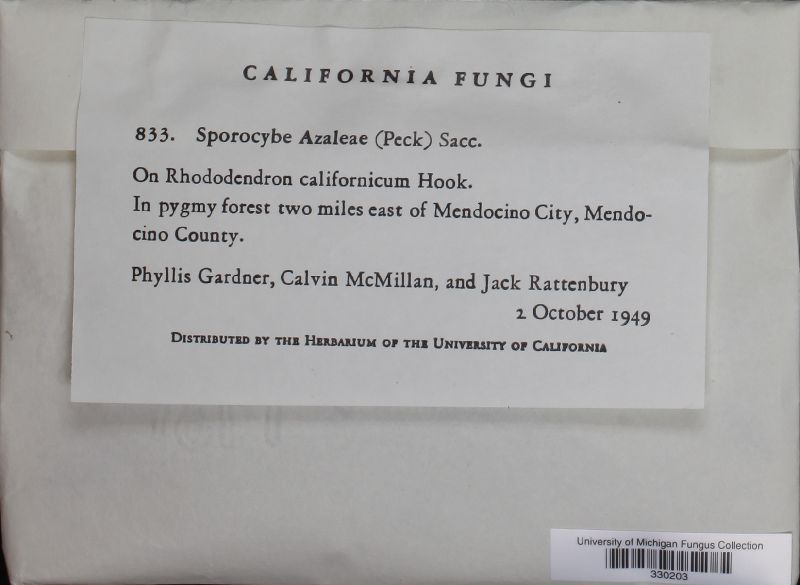 CALIFORNIA FUNGI
833. Sporocybe Azaleae (Peck) Sacc.
On Rhododendron californicum Hook.
In pygmy forest two miles east of Mendocino City, Mendo-
cino County.
Phyllis Gardner, Calvin McMillan, and Jack Rattenbury
2 October 1949
DISTRIBUTED BY THE HERBARIUM OF THE UNIVERSITY OF CALIFORNIA
University of Michigan Fungus Collection
330203